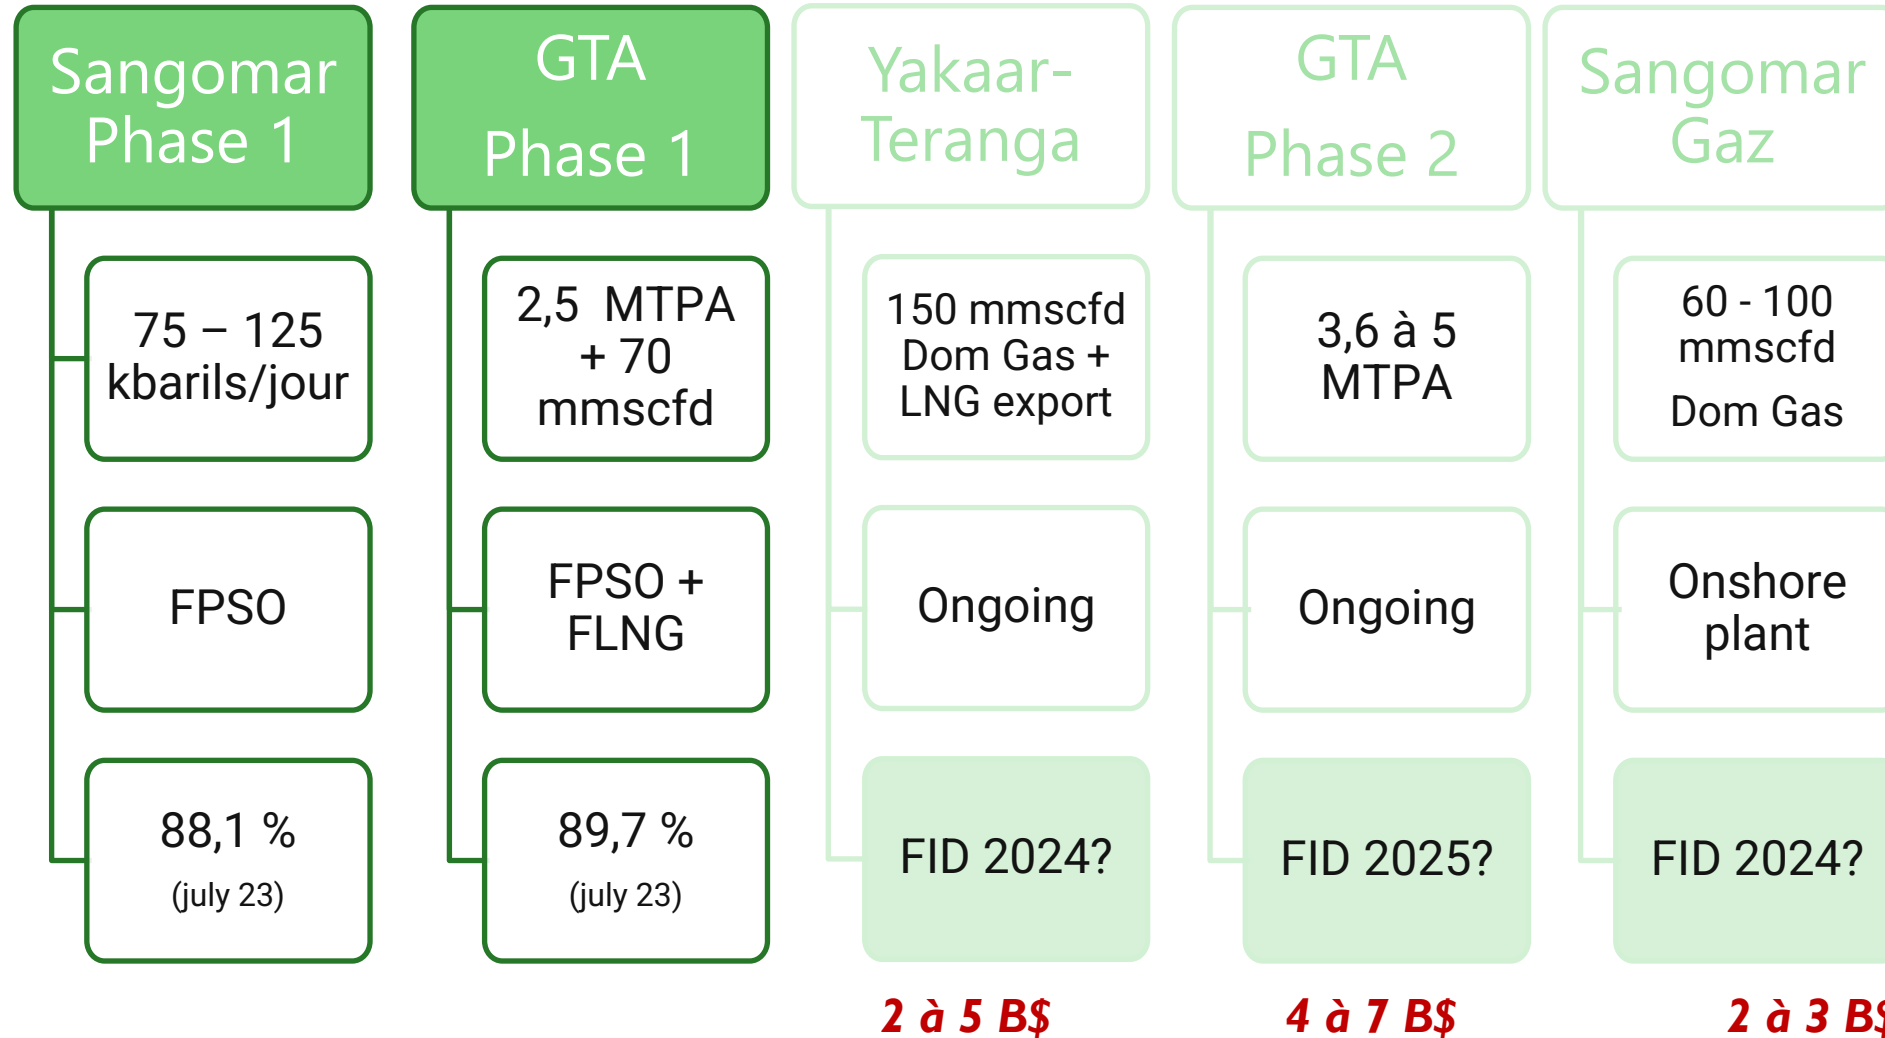 Sangomar
Phase 1
75 – 125
kbarils/jour
FPSO
88,1 %
(july 23)
GTA
Phase 1
2,5 MTPA
+ 70
mmscfd
FPSO +
FLNG
89,7 %
(july 23)
Yakaar-
Teranga
150 mmscfd
Dom Gas +
LNG export
Ongoing
FID 2024?
2 à 5 B$
GTA
Phase 2
3,6 à 5
MTPA
Ongoing
FID 2025?
4 à 7 B$
Sangomar
Gaz
60 - 100
mmscfd
Dom Gas
Onshore
plant
FID 2024?
2 à 3 B$